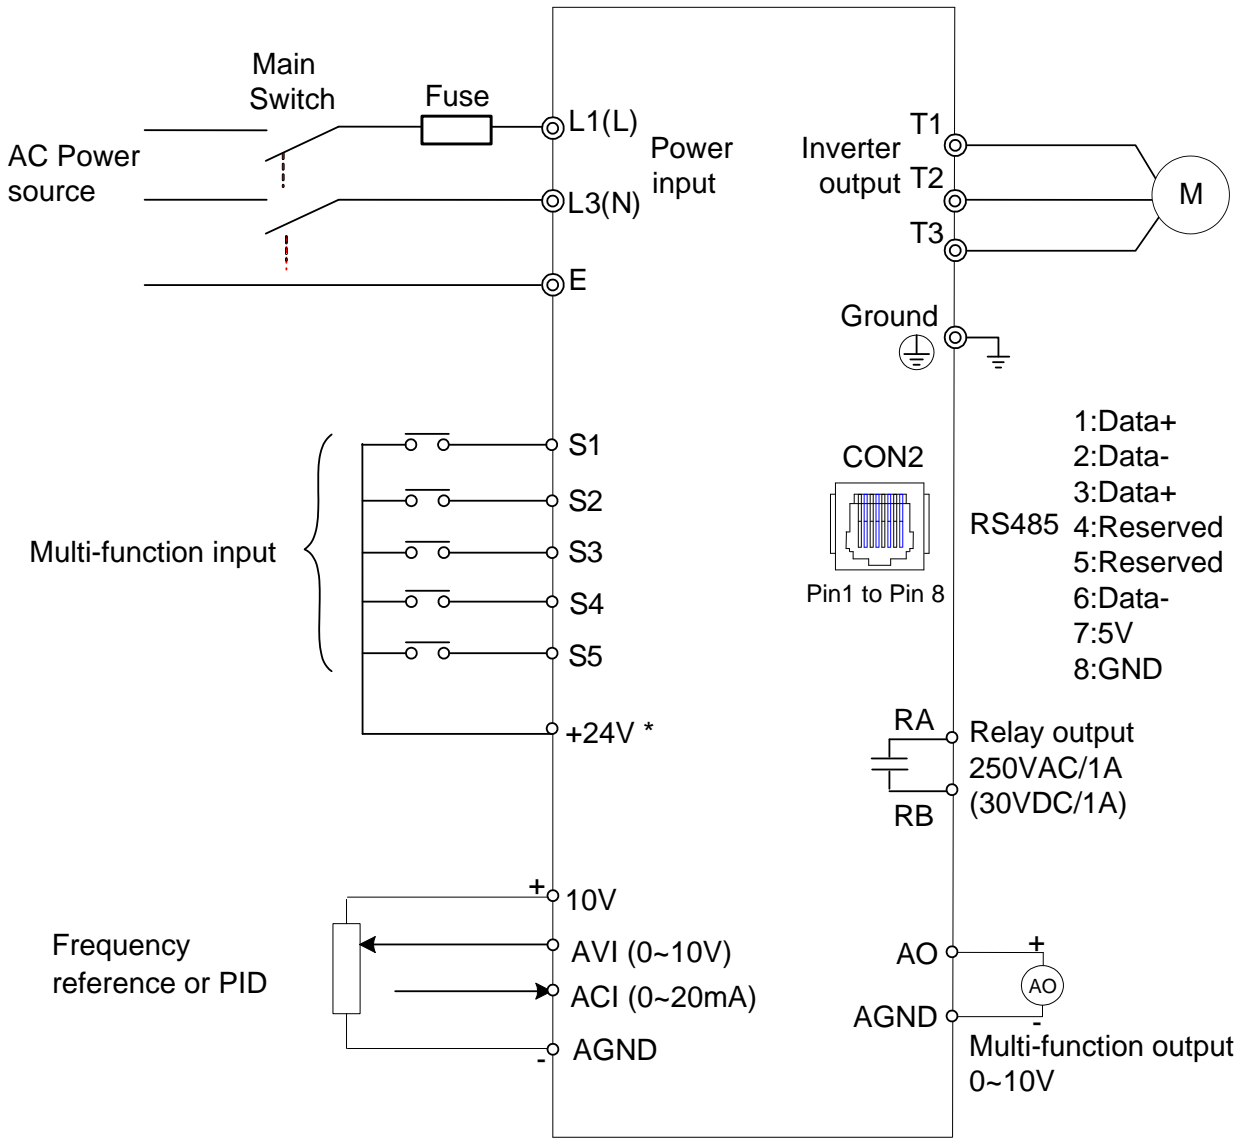 Main
Switch
Fuse
AC Power
source
L1(L)
L3(N)
E
Power
input
Inverter
output
T1
T2
T3
M
Ground
Multi-function input
S1
S2
S3
S4
S5
+24V *
CON2
Pin1 to Pin 8
RS485
1:Data+
2:Data-
3:Data+
4:Reserved
5:Reserved
6:Data-
7:5V
8:GND
RA
RB
Relay output
250VAC/1A
(30VDC/1A)
Frequency
reference or PID
+
10V
AVI (0~10V)
ACI (0~20mA)
-
AGND
AO
AGND
+
AO
-
Multi-function output
0~10V